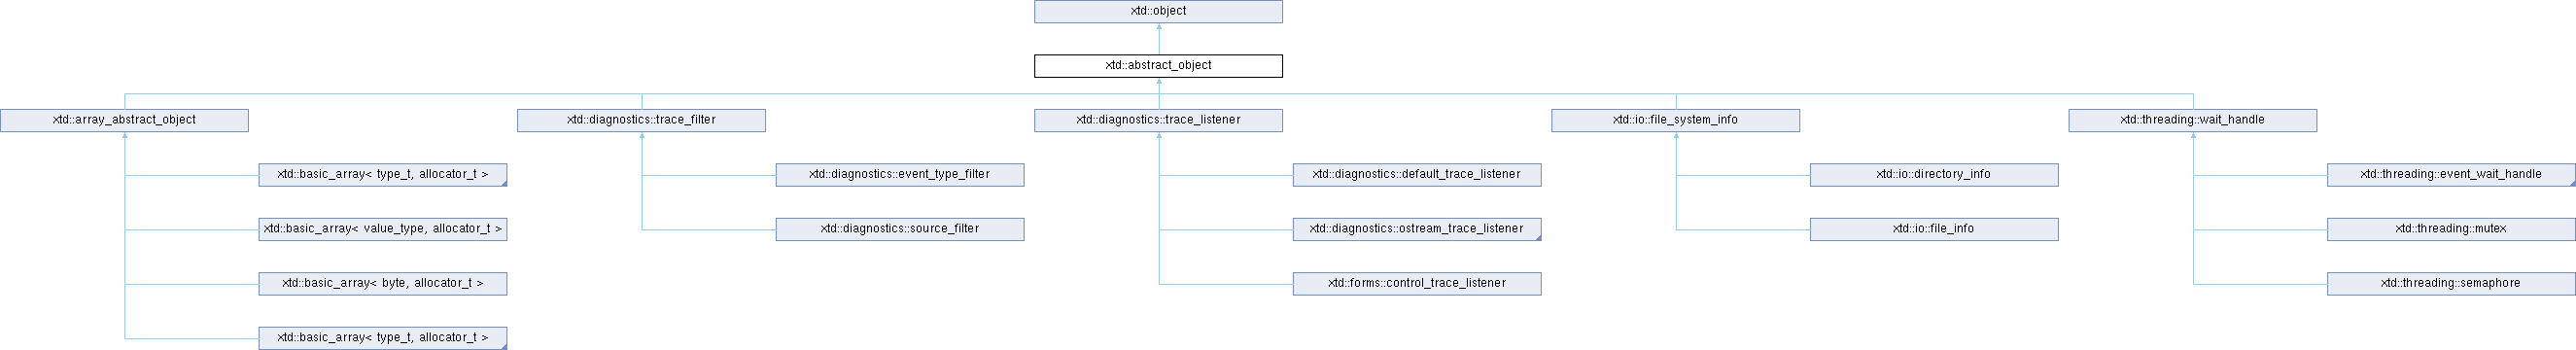 xtd::object
xtd::abstract_object
xtd::array_abstract_object
xtd::diagnostics::trace_filter
xtd::diagnostics::trace_listener
xtd::io::file_system_info
xtd::threading::wait_handle
xtd::basic_array< type_t, allocator_t >
xtd::diagnostics::event_type_filter
xtd::diagnostics::default_trace_listener
xtd::io::directory_info
xtd::threading::event_wait_handle
xtd::basic_array< value_type, allocator_t >
xtd::diagnostics::source_filter
xtd::diagnostics::ostream_trace_listener
xtd::io::file_info
xtd::threading::mutex
xtd::basic_array< byte, allocator_t >
xtd::forms::control_trace_listener
xtd::threading::semaphore
xtd::basic_array< type_t, allocator_t >